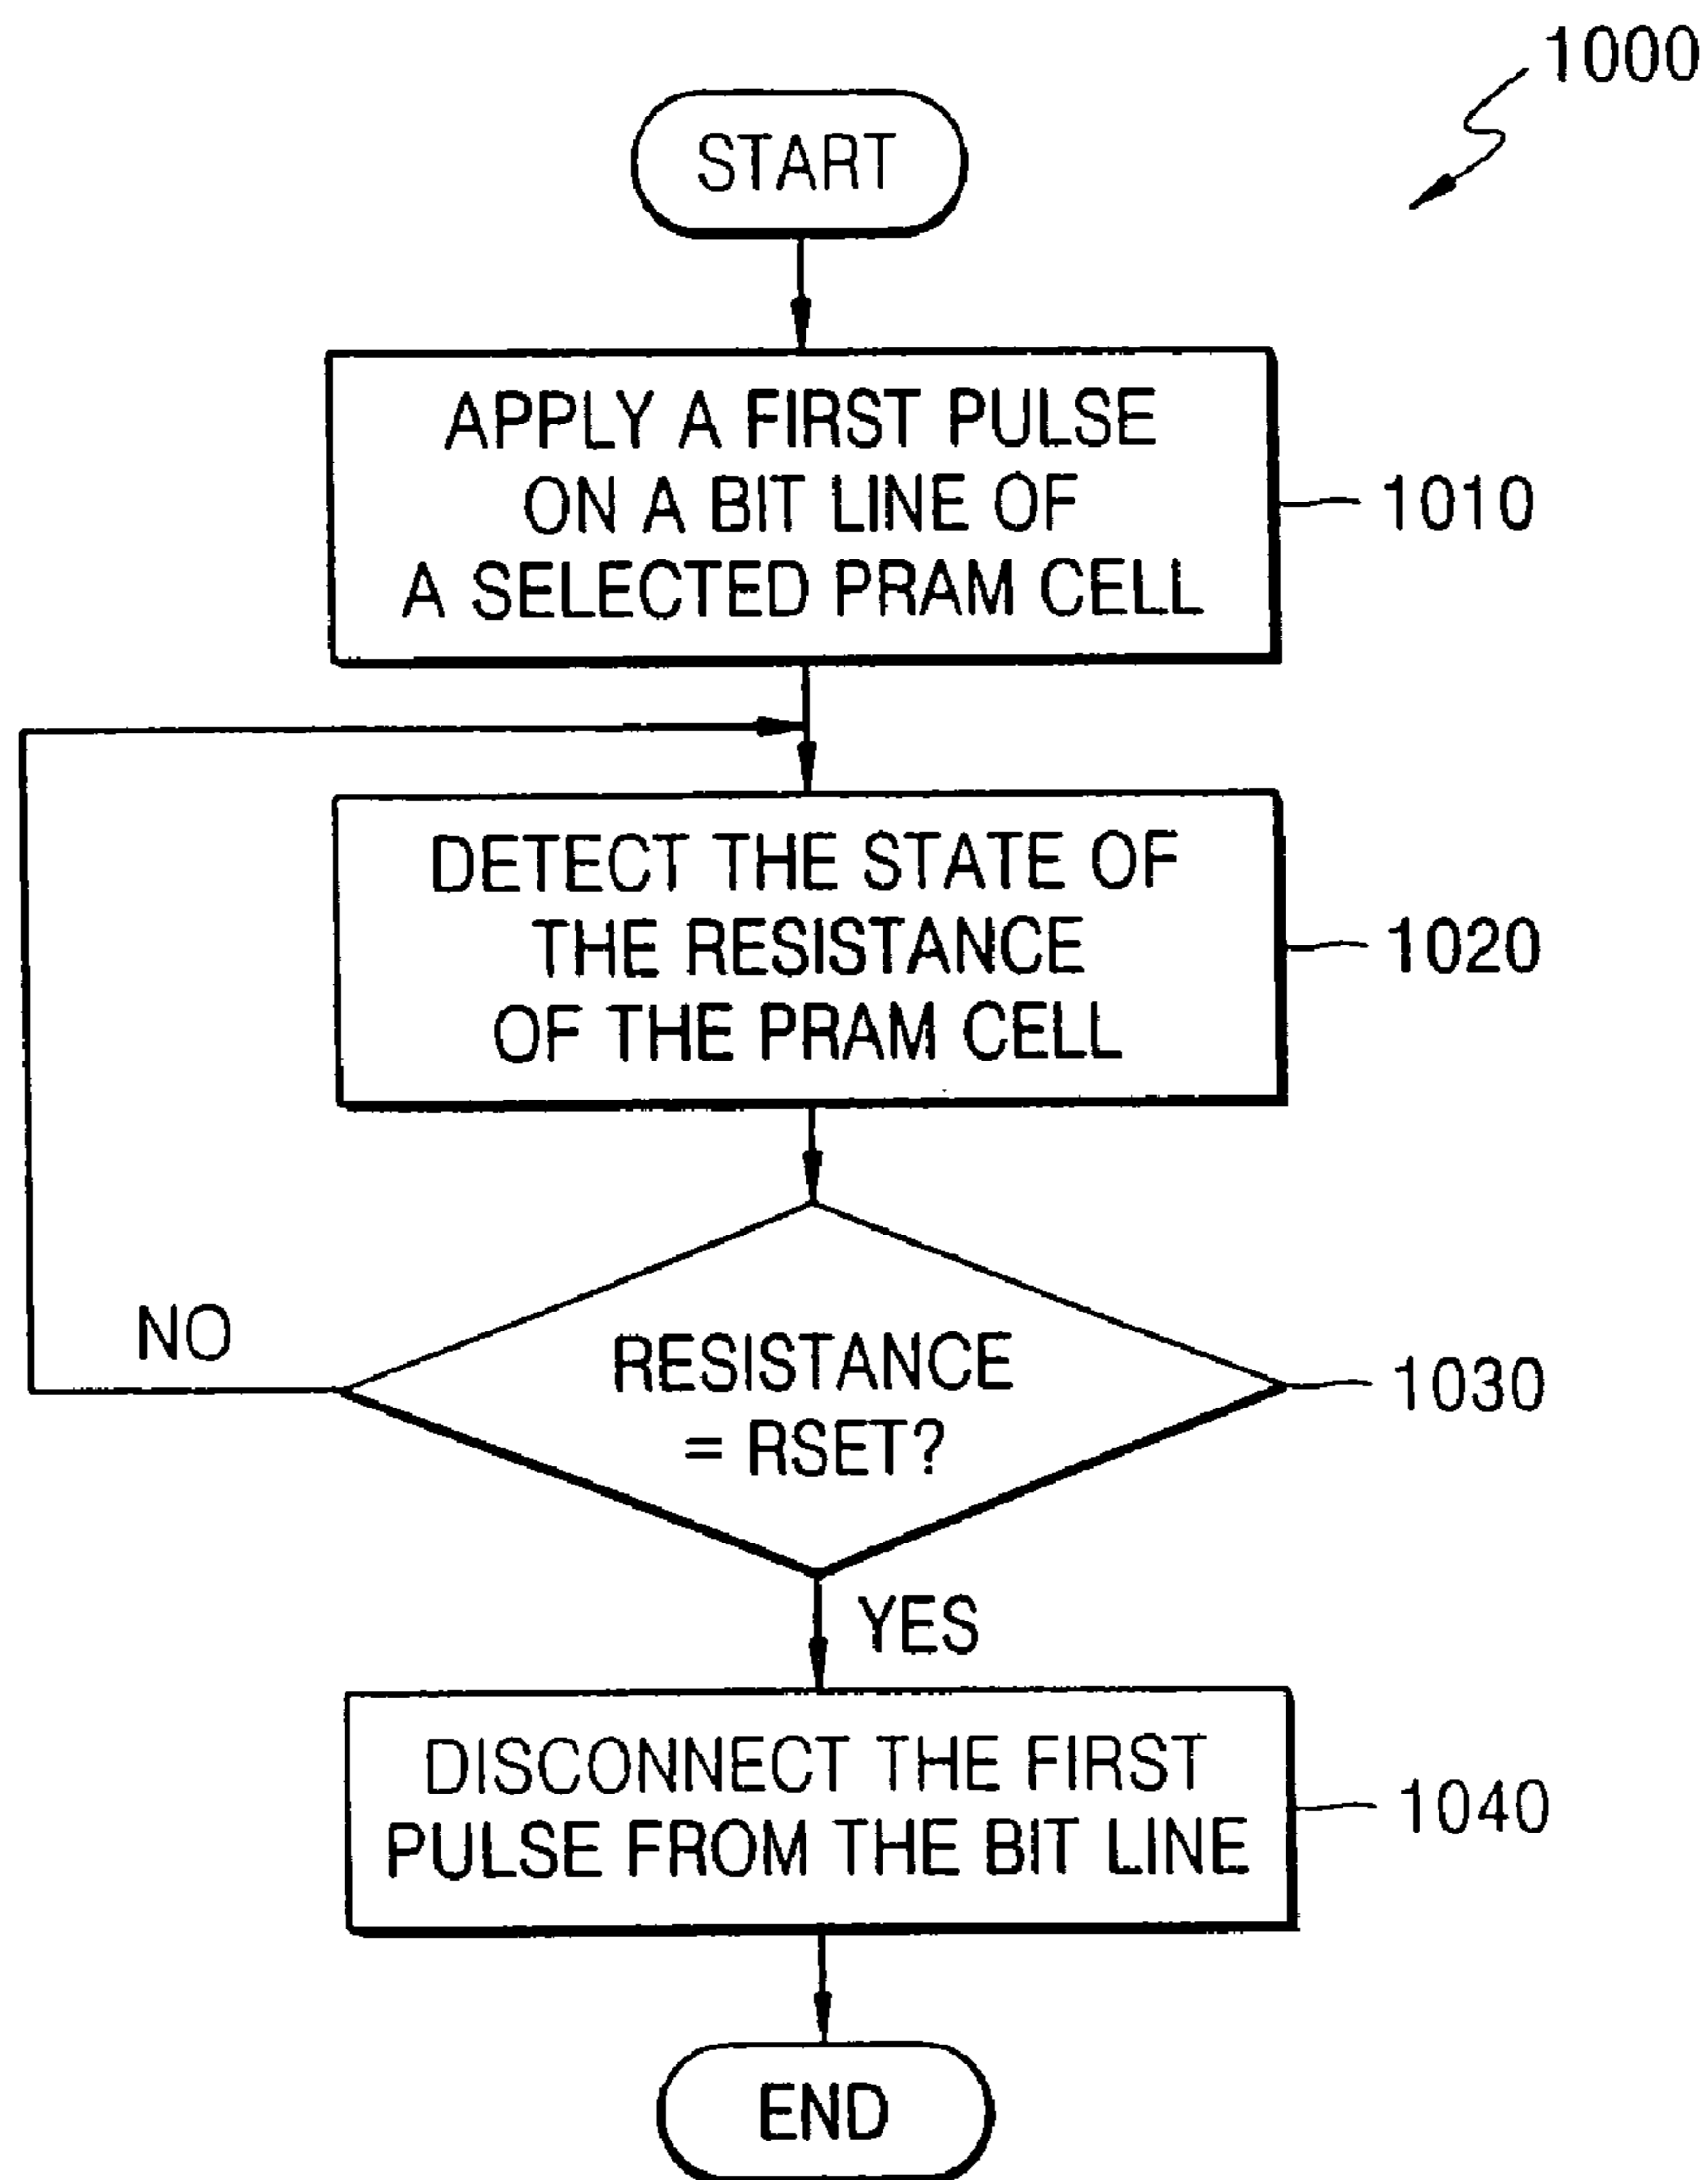 1000
START
APPLY A FIRST PULSE
ON A BIT LINE OF
A SELECTED PRAM CELL
1010
DETECT THE STATE OF
THE RESISTANCE
OF THE PRAM CELL
1020
NO
RESISTANCE
= RSET?
1030
YES
DISCONNECT THE FIRST
PULSE FROM THE BIT LINE
1040
END